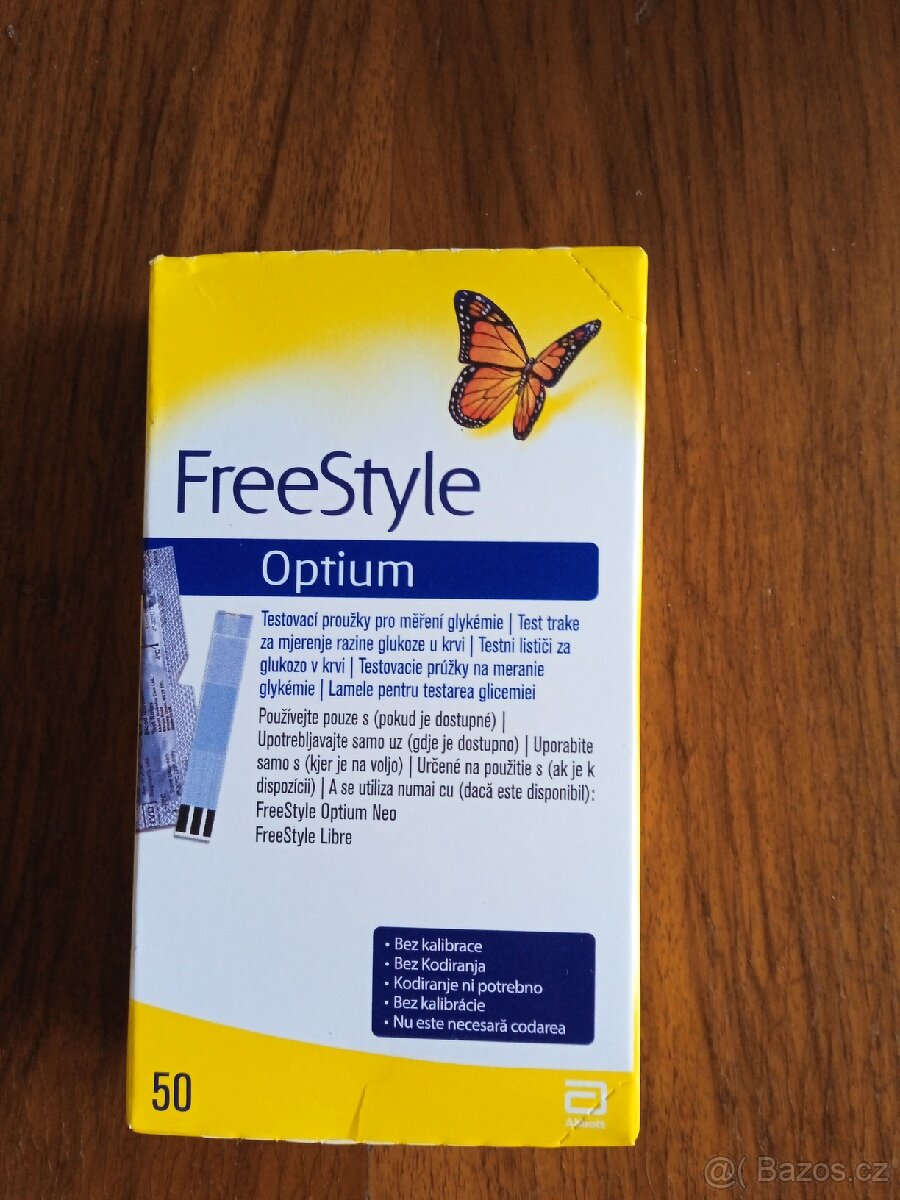 FreeStyle
Optium
Testovací proužky pro měření glykémie | Test trake
za mjerenje razine glukoze u krvi | Testni lističi za
glukozo v krvi | Testovacie prúžky na meranie
glykémie | Lamele pentru testarea glicemiei
Používejte pouze s (pokud je dostupné) |
Upotrebljavajte samo uz (gdje je dostupno) | Uporabite
samo s (kjer je na voljo) | Určené na použitie s (ak je k
dispozícii) | A se utiliza numai cu (dacă este disponibil):
FreeStyle Optium Neo
FreeStyle Libre
• Bez kalibrace
• Bez Kodiranja
• Kodiranje ni potrebno
• Bez kalibrácie
• Nu este necesară codarea
50
Abbott
@( Bazos.cz